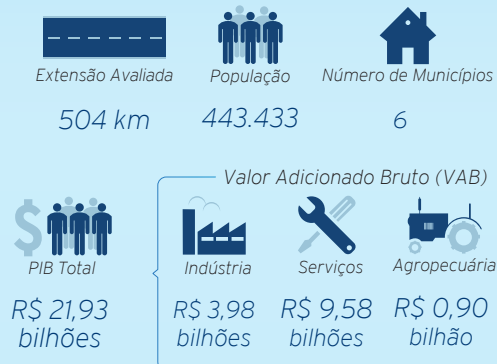 Extensão Avaliada
População
Número de Municípios
504 km
443.433
6
Valor Adicionado Bruto (VAB)
$
PIB Total
Indústria
Serviços
Agropecuária
R$ 21,93
bilhões
R$ 3,98
bilhões
R$ 9,58
bilhões
R$ 0,90
bilhão